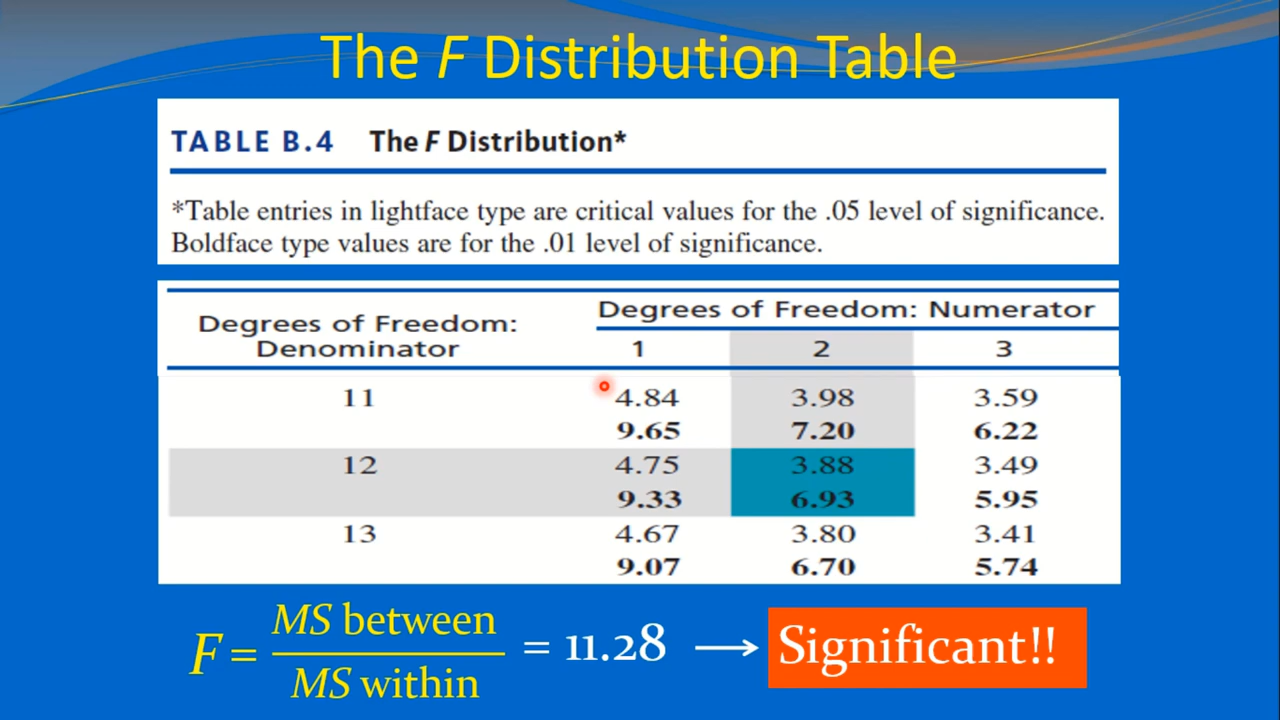 The F Distribution Table
TABLE B.4 The F Distribution*
*Table entries in lightface type are critical values for the .05 level of significance.
Boldface type values are for the .01 level of significance.
Degrees of Freedom: Numerator
Degrees of Freedom:
Denominator
1 2 3
11 4.84 3.98 3.59
9.65 7.20 6.22
12 4.75 3.88 3.49
9.33 6.93 5.95
13 4.67 3.80 3.41
9.07 6.70 5.74
MS between
F = = 11.28 → Significant!!
MS within